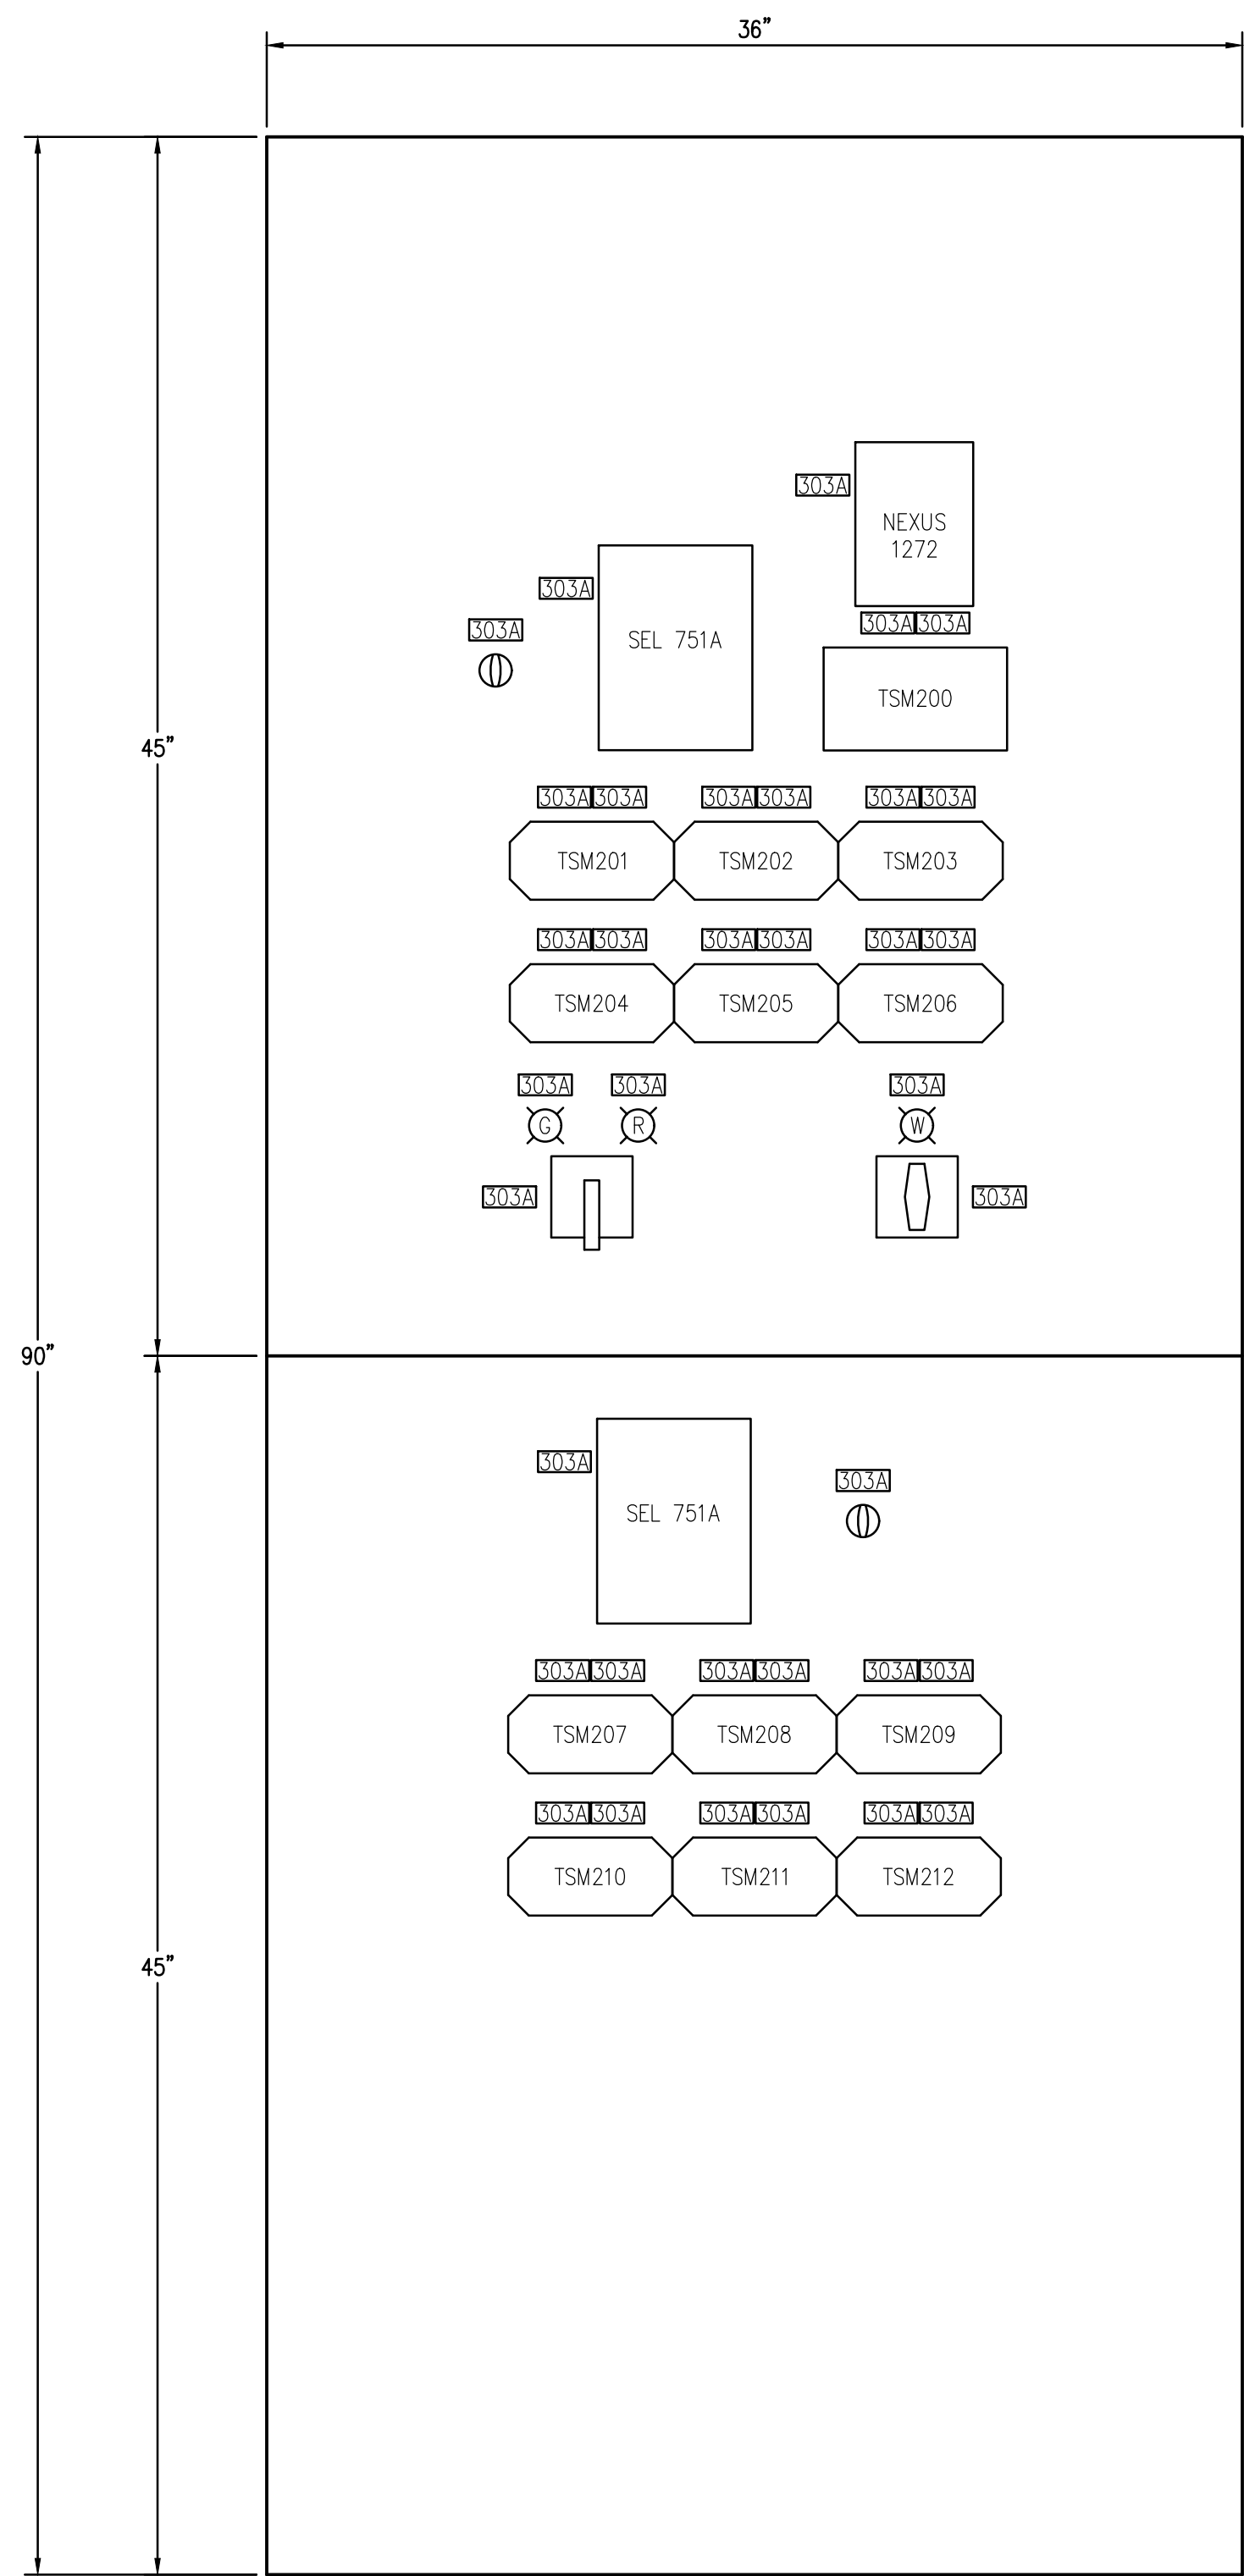 36”
303A
NEXUS
1272
303A
303A 303A
303A
SEL 751A
TSM200
45”
303A 303A 303A 303A 303A 303A
TSM201 TSM202 TSM203
303A 303A 303A 303A 303A 303A
TSM204 TSM205 TSM206
303A 303A 303A
G R W
303A 303A
90”
303A
303A
SEL 751A
303A 303A 303A 303A 303A 303A
TSM207 TSM208 TSM209
303A 303A 303A 303A 303A 303A
TSM210 TSM211 TSM212
45”